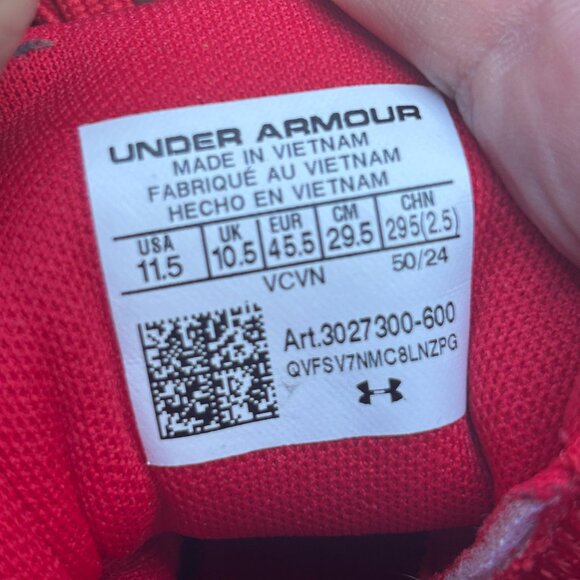 UNDER ARMOUR
MADE IN VIETNAM
FABRIQUÉ AU VIETNAM
HECHO EN VIETNAM
USA UK EUR CM CHN
11.5 10.5 45.5 29.5 295(2.5)
VCVN 50/24
Art.3027300-600
QVFSV7NMC8LNZPG